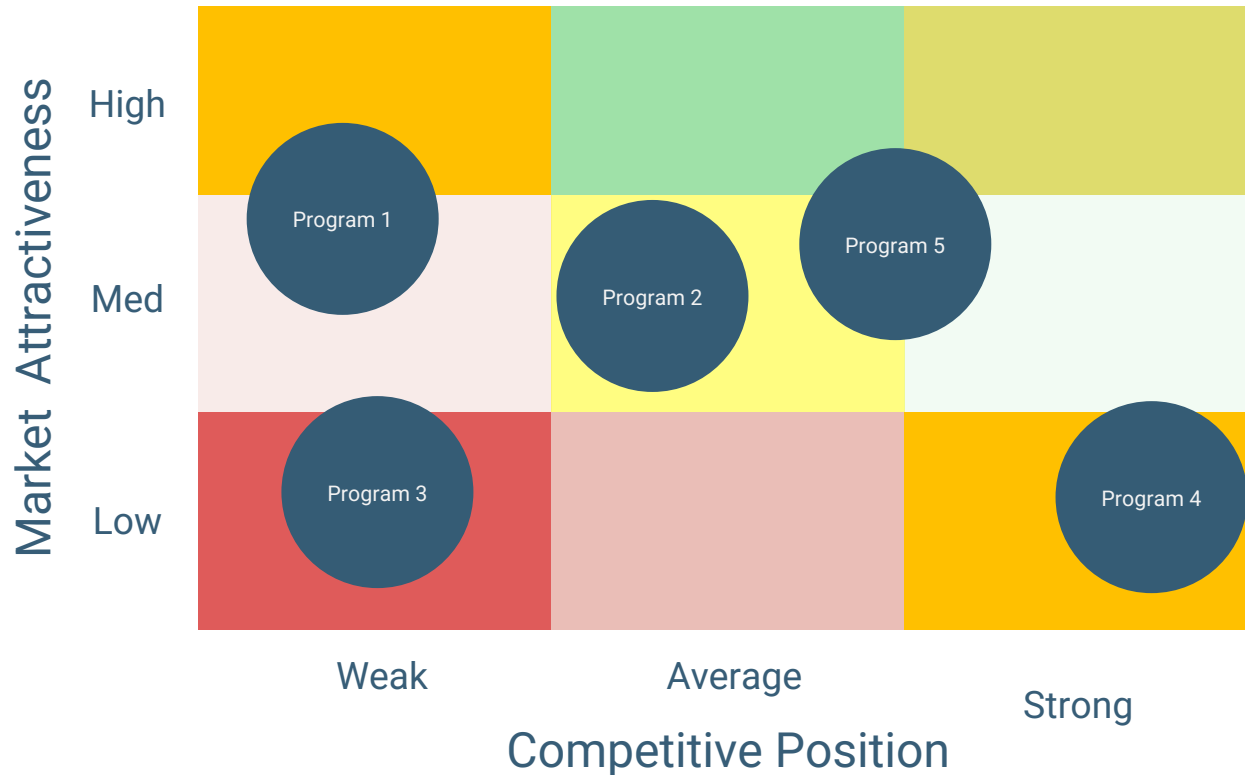 Market Attractiveness
High
Med
Low
Program 1
Program 2
Program 5
Program 3
Program 4
Weak
Average
Strong
Competitive Position